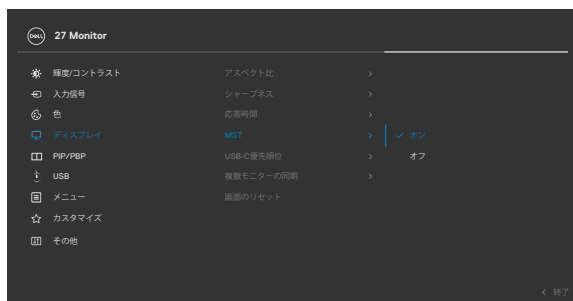 DELL 27 Monitor
輝度/コントラスト アスペクト比
入力信号 シャープネス
色 応答時間
ディスプレイ MST オン
PIP/PBP USB-C優先順位 オフ
USB 複数モニターの同期
メニュー 画面のリセット
カスタマイズ
その他
終了